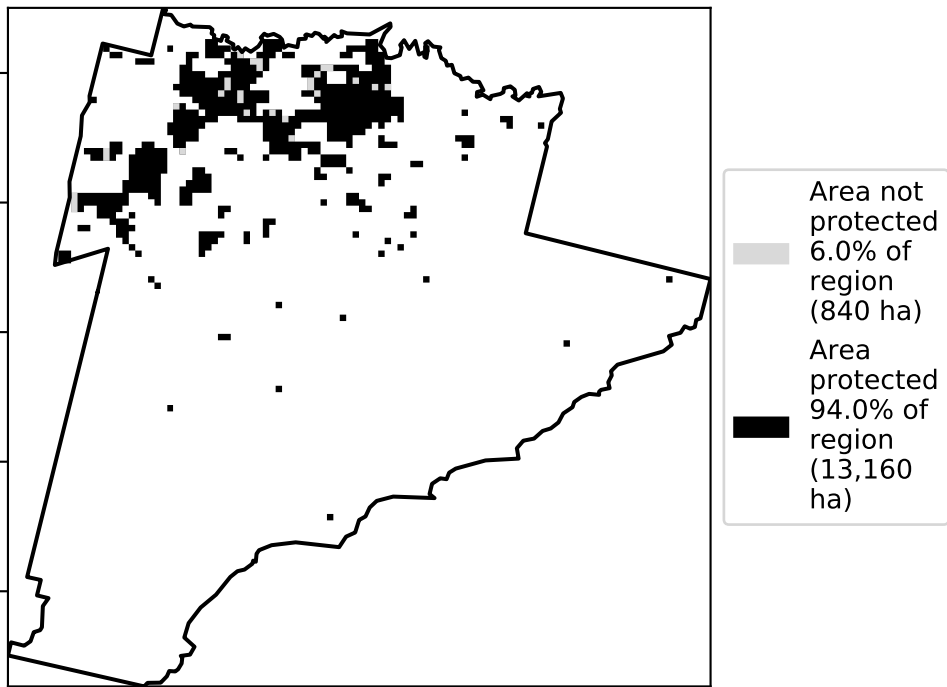 Area not
protected
6.0% of
region
(840 ha)
Area
protected
94.0% of
region
(13,160
ha)